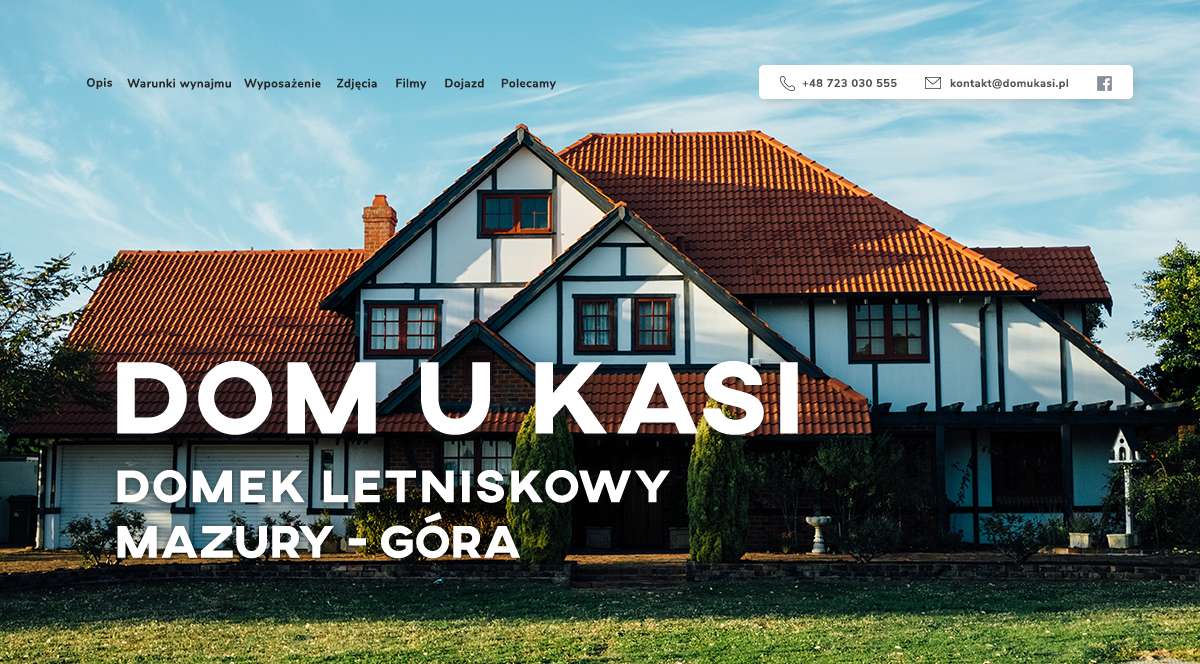 Opis Warunki wynajmu Wyposażenie Zdjęcia Filmy Dojazd Polecamy +48 723 030 555 kontakt@domukasi.pl
DOM U KASI
DOMEK LETNISKOWY
MAZURY - GÓRA